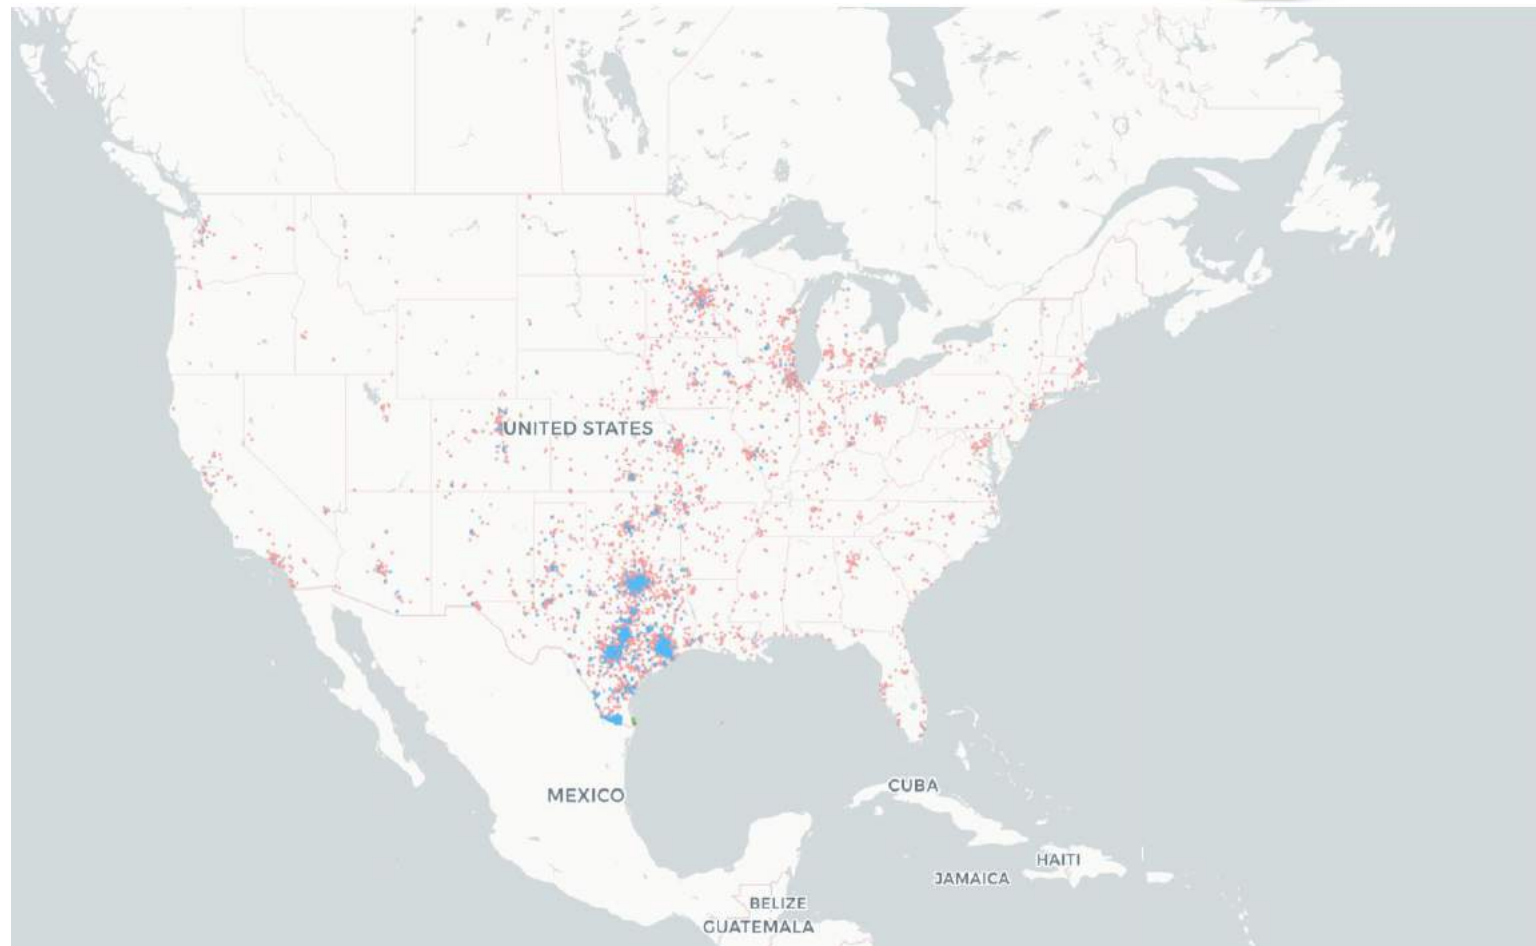 UNITED STATES
MEXICO
CUBA
HAITI
JAMAICA
BELIZE
GUATEMALA